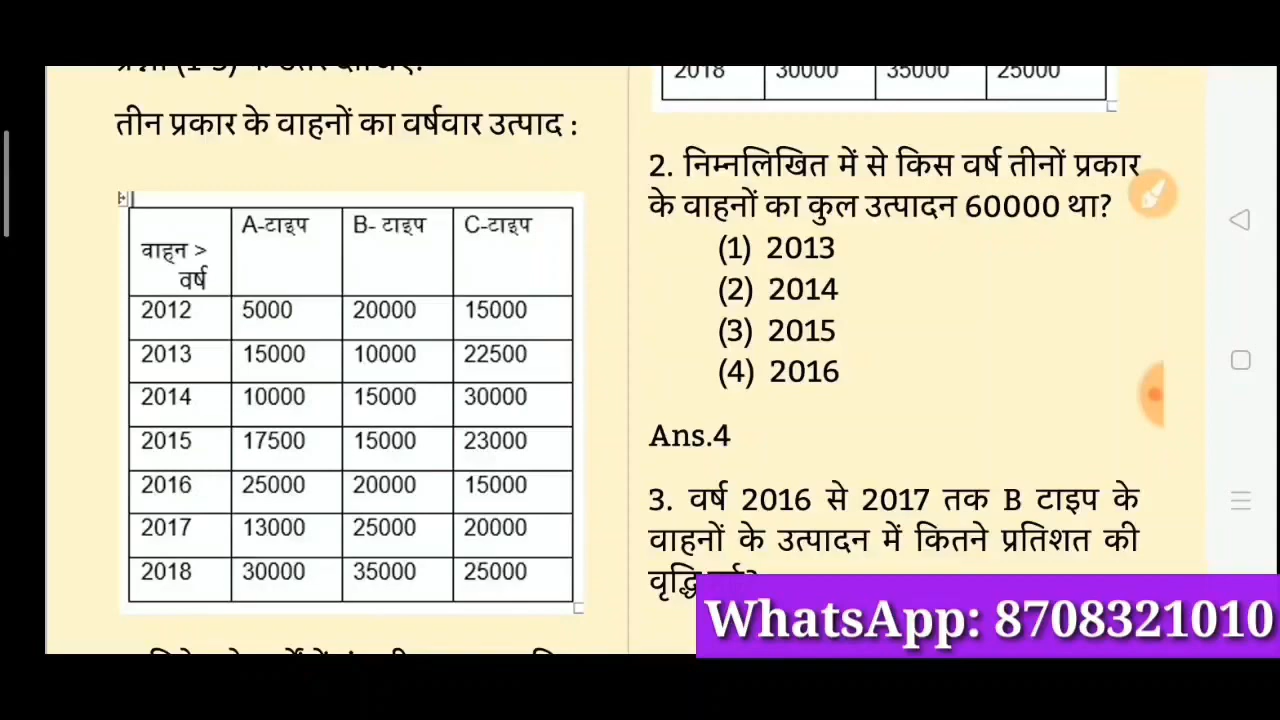 तीन प्रकार के वाहनों का वर्षवार उत्पाद :
A-टाइप B- टाइप C-टाइप
वाहन >
वर्ष
2012 5000 20000 15000
2013 15000 10000 22500
2014 10000 15000 30000
2015 17500 15000 23000
2016 25000 20000 15000
2017 13000 25000 20000
2018 30000 35000 25000
2018 30000 35000 25000
2. निम्नलिखित में से किस वर्ष तीनों प्रकार
के वाहनों का कुल उत्पादन 60000 था?
(1) 2013
(2) 2014
(3) 2015
(4) 2016
Ans.4
3. वर्ष 2016 से 2017 तक B टाइप के
वाहनों के उत्पादन में कितने प्रतिशत की
वृद्धि
WhatsApp: 8708321010